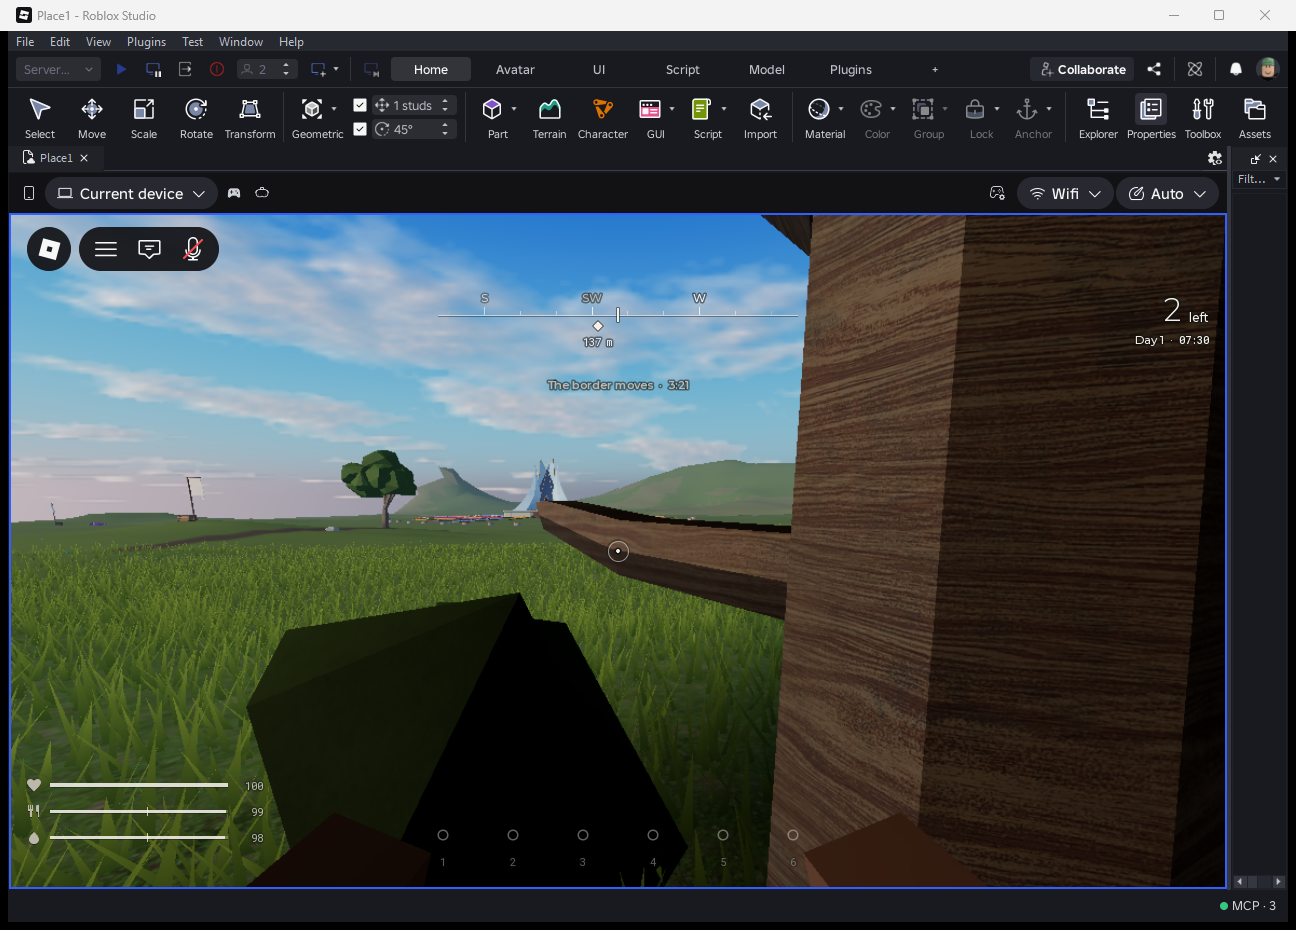 Place1 - Roblox Studio
File Edit View Plugins Test Window Help
Server... 2 Home Avatar UI Script Model Plugins + Collaborate
1 studs
45°
Select Move Scale Rotate Transform Geometric Part Terrain Character GUI Script Import Material Color Group Lock Anchor Explorer Properties Toolbox Assets
Place1
Current device Wifi Auto Filt...
S SW W
137 m
2 left
Day 1 · 07:30
The border moves · 3:21
100
99
98
1 2 3 4 5 6
MCP · 3